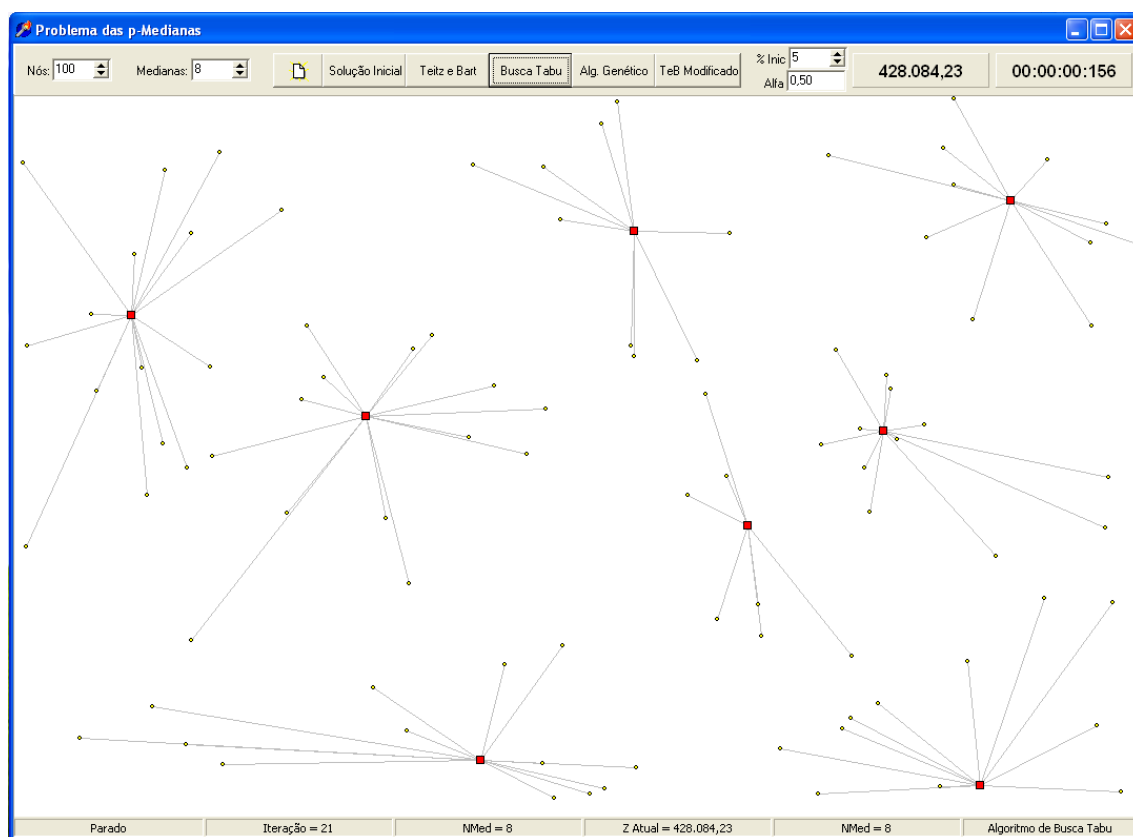 Problema das p-Medianas
Nós: 100 Medianas: 8 Solução Inicial Teitz e Bart Busca Tabu Alg. Genético TeB Modificado % Inic 5 428.084,23 00:00:00:156
Alfa 0,50
Parado Iteração = 21 NMed = 8 Z Atual = 428.084,23 NMed = 8 Algoritmo de Busca Tabu